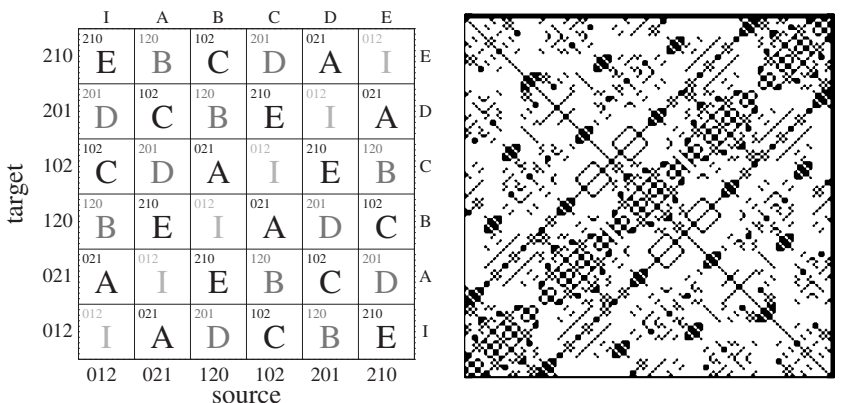 I A B C D E
210 210 E 120 B 102 C 201 D 021 A 012 I E
201 201 D 102 C 120 B 210 E 012 I 021 A D
102 102 C 201 D 021 A 012 I 210 E 120 B C
120 120 B 210 E 012 I 021 A 201 D 102 C B
021 021 A 012 I 210 E 120 B 102 C 201 D A
012 012 I 021 A 201 D 102 C 120 B 210 E I
012 021 120 102 201 210
target
source